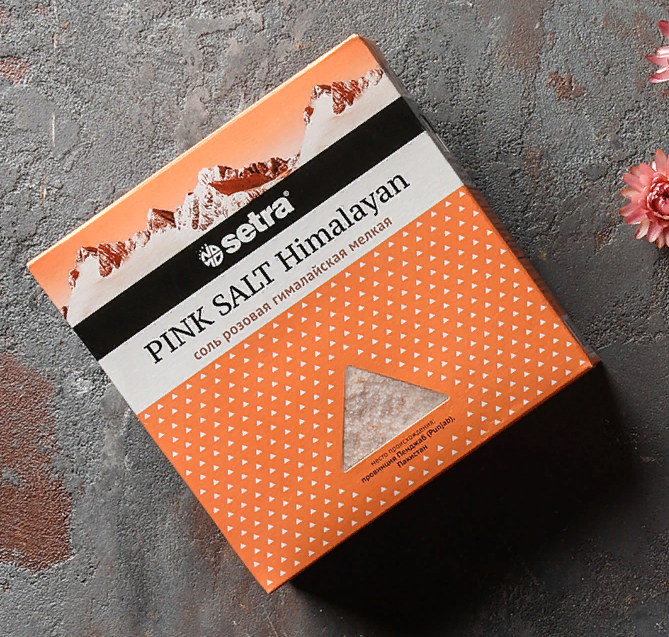 setra®
PINK SALT Himalayan
соль розовая гималайская мелкая
место происхождения:
провинция Пенджаб (Punjab),
Пакистан